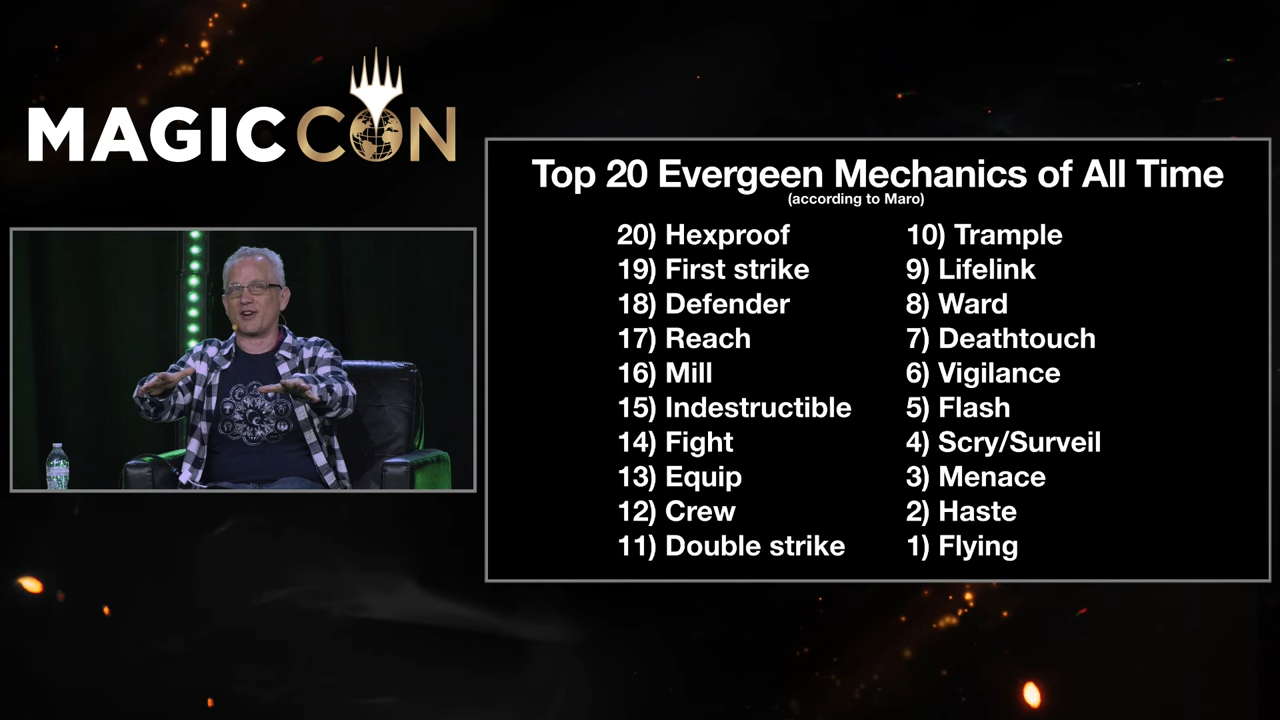 MAGICCON
Top 20 Evergeen Mechanics of All Time
(according to Maro)
20) Hexproof
19) First strike
18) Defender
17) Reach
16) Mill
15) Indestructible
14) Fight
13) Equip
12) Crew
11) Double strike
10) Trample
9) Lifelink
8) Ward
7) Deathtouch
6) Vigilance
5) Flash
4) Scry/Surveil
3) Menace
2) Haste
1) Flying